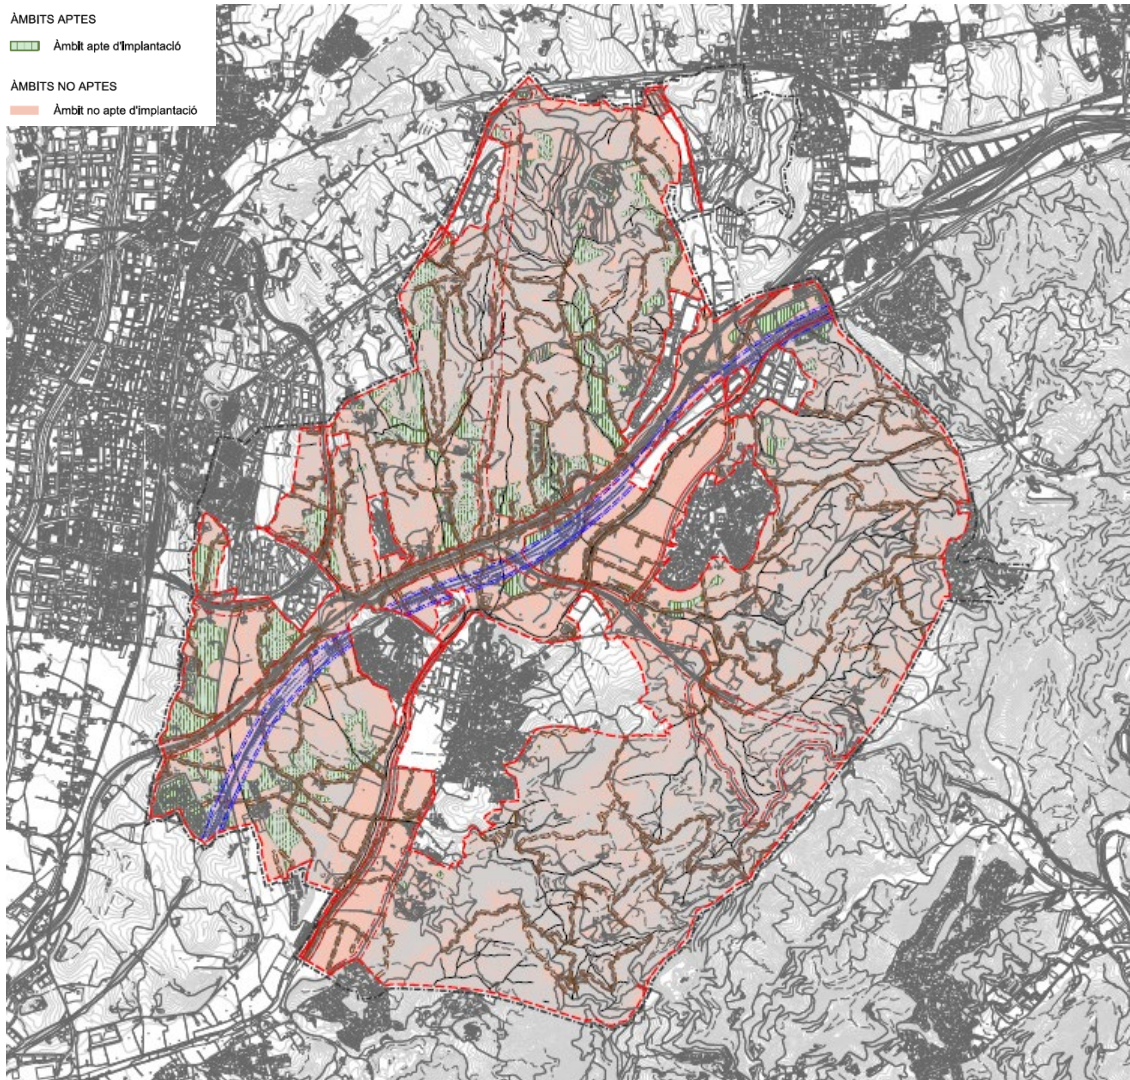 ÀMBITS APTES
Àmbit apte d'implantació
ÀMBITS NO APTES
Àmbit no apte d'implantació